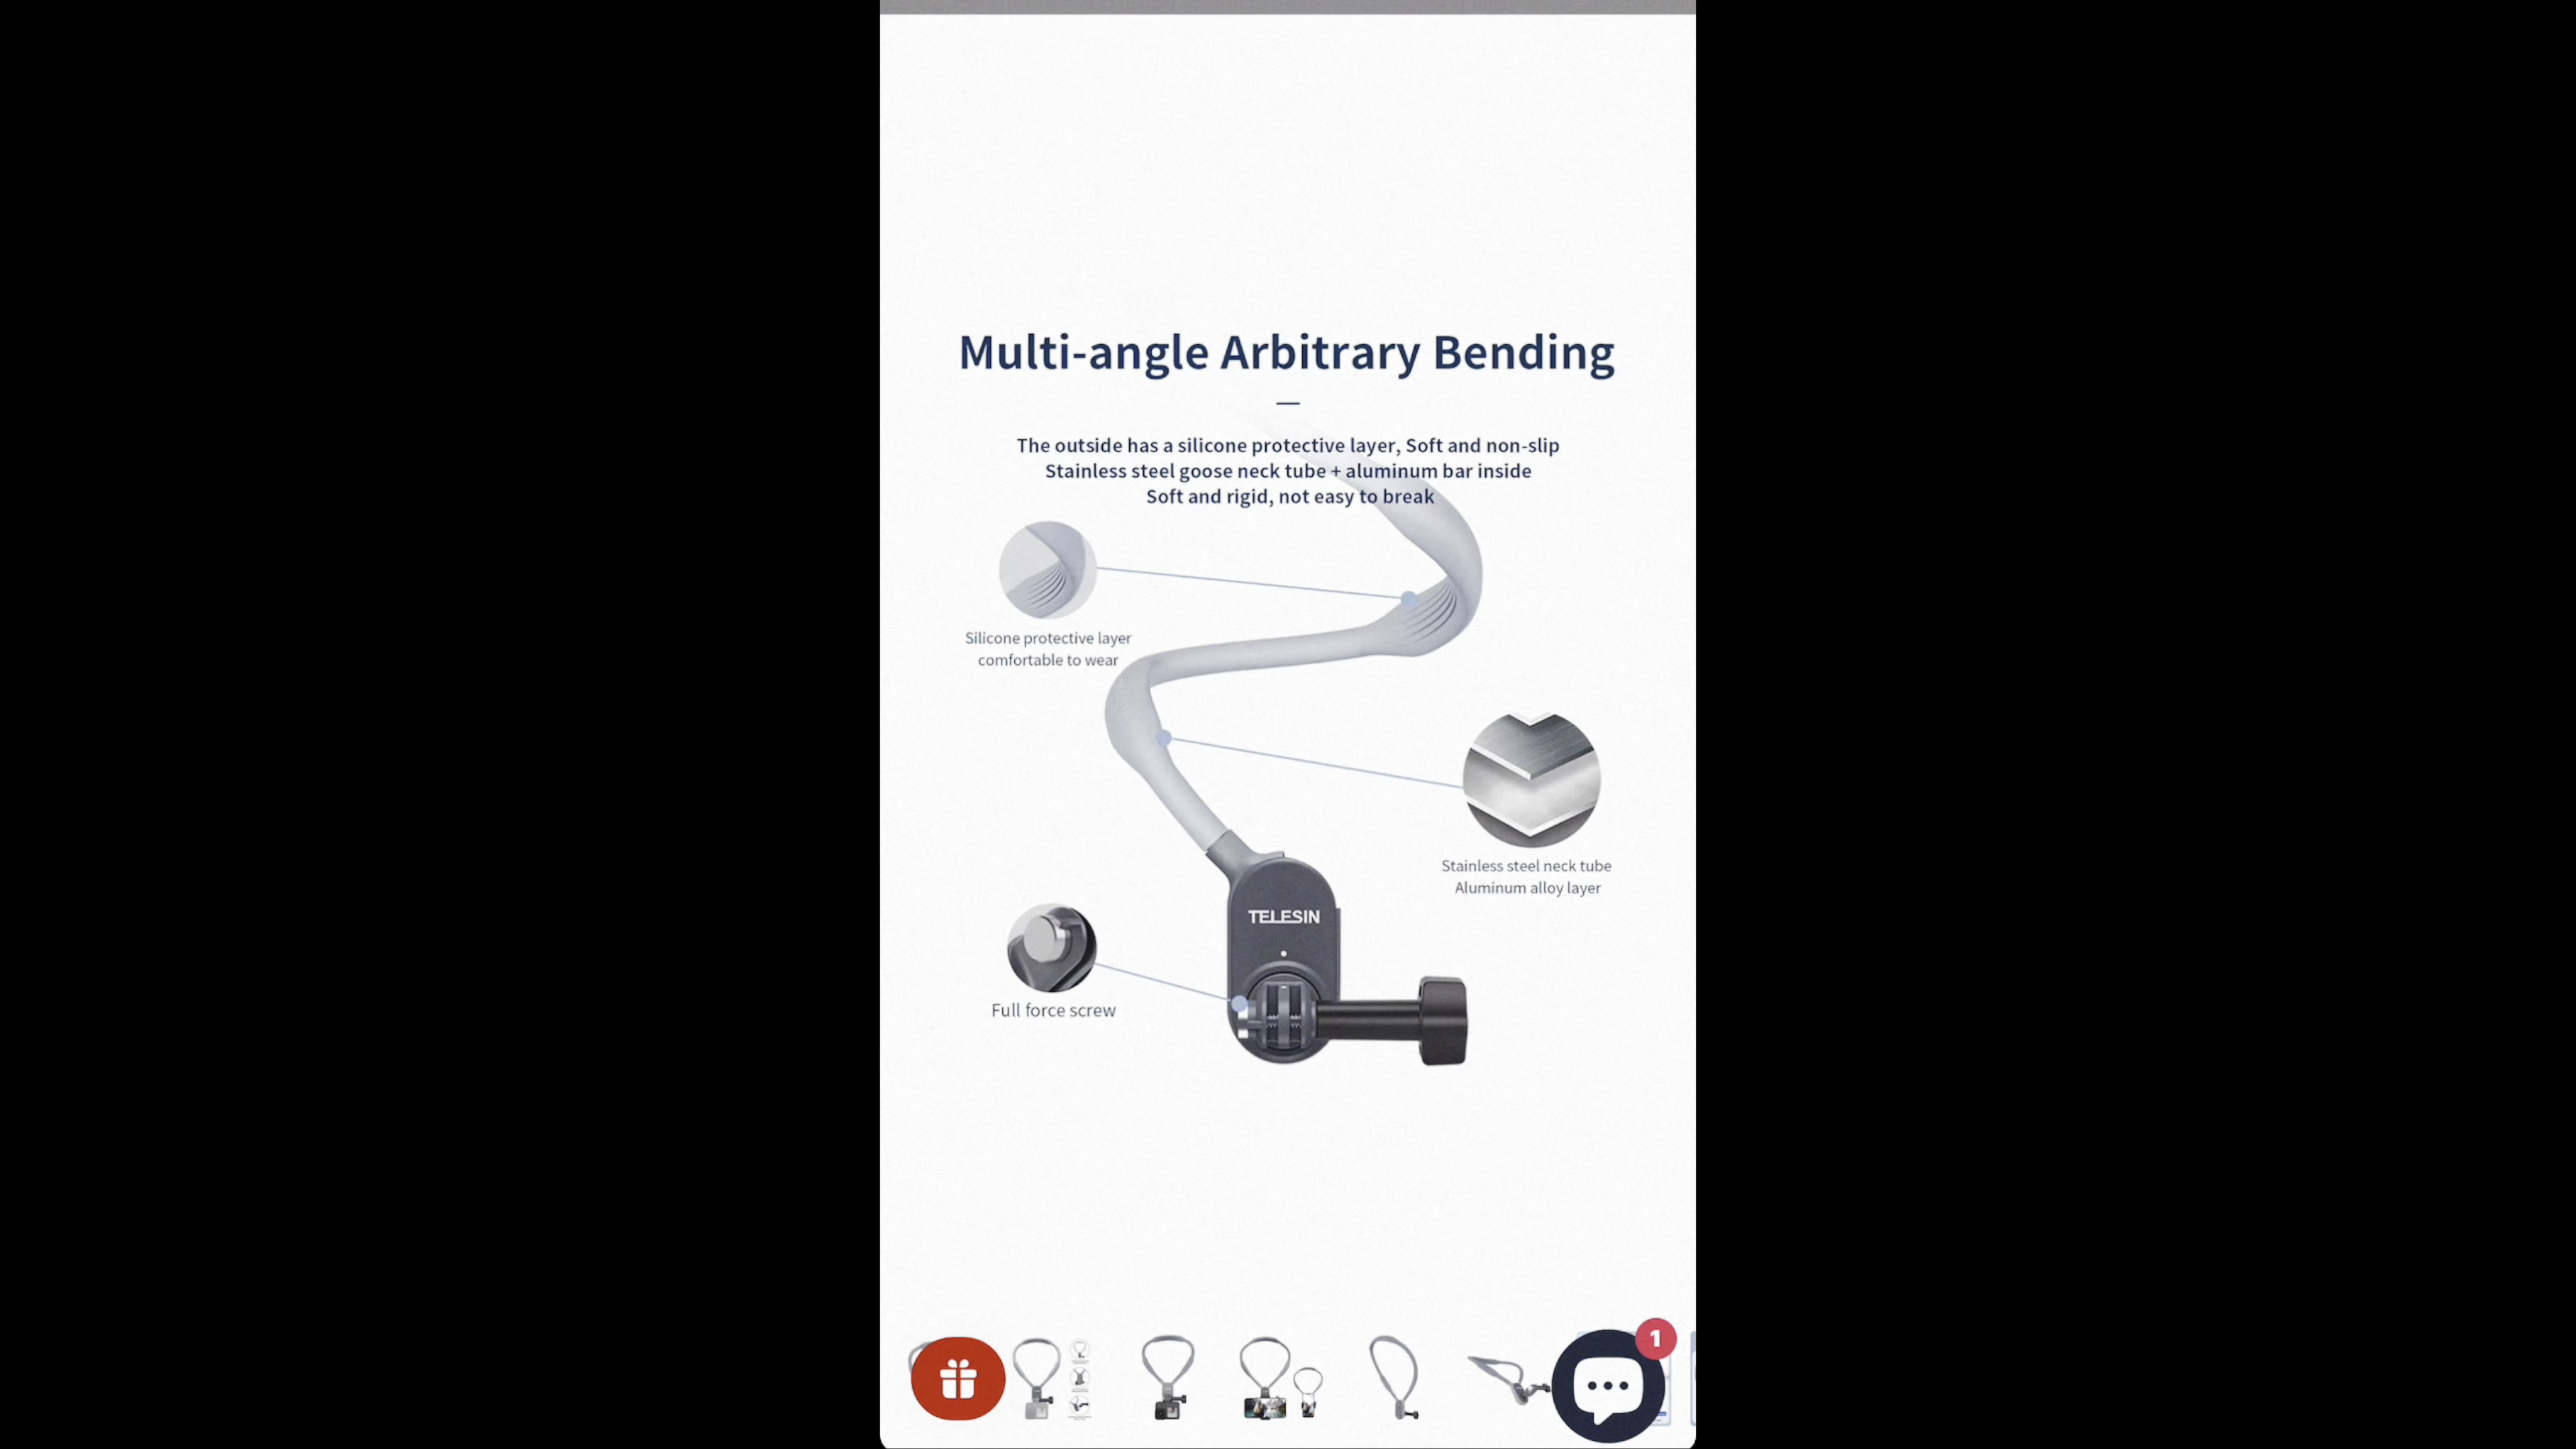 Multi-angle Arbitrary Bending
The outside has a silicone protective layer, Soft and non-slip
Stainless steel goose neck tube + aluminum bar inside
Soft and rigid, not easy to break
Silicone protective layer
comfortable to wear
Stainless steel neck tube
Aluminum alloy layer
TELESIN
Full force screw
1